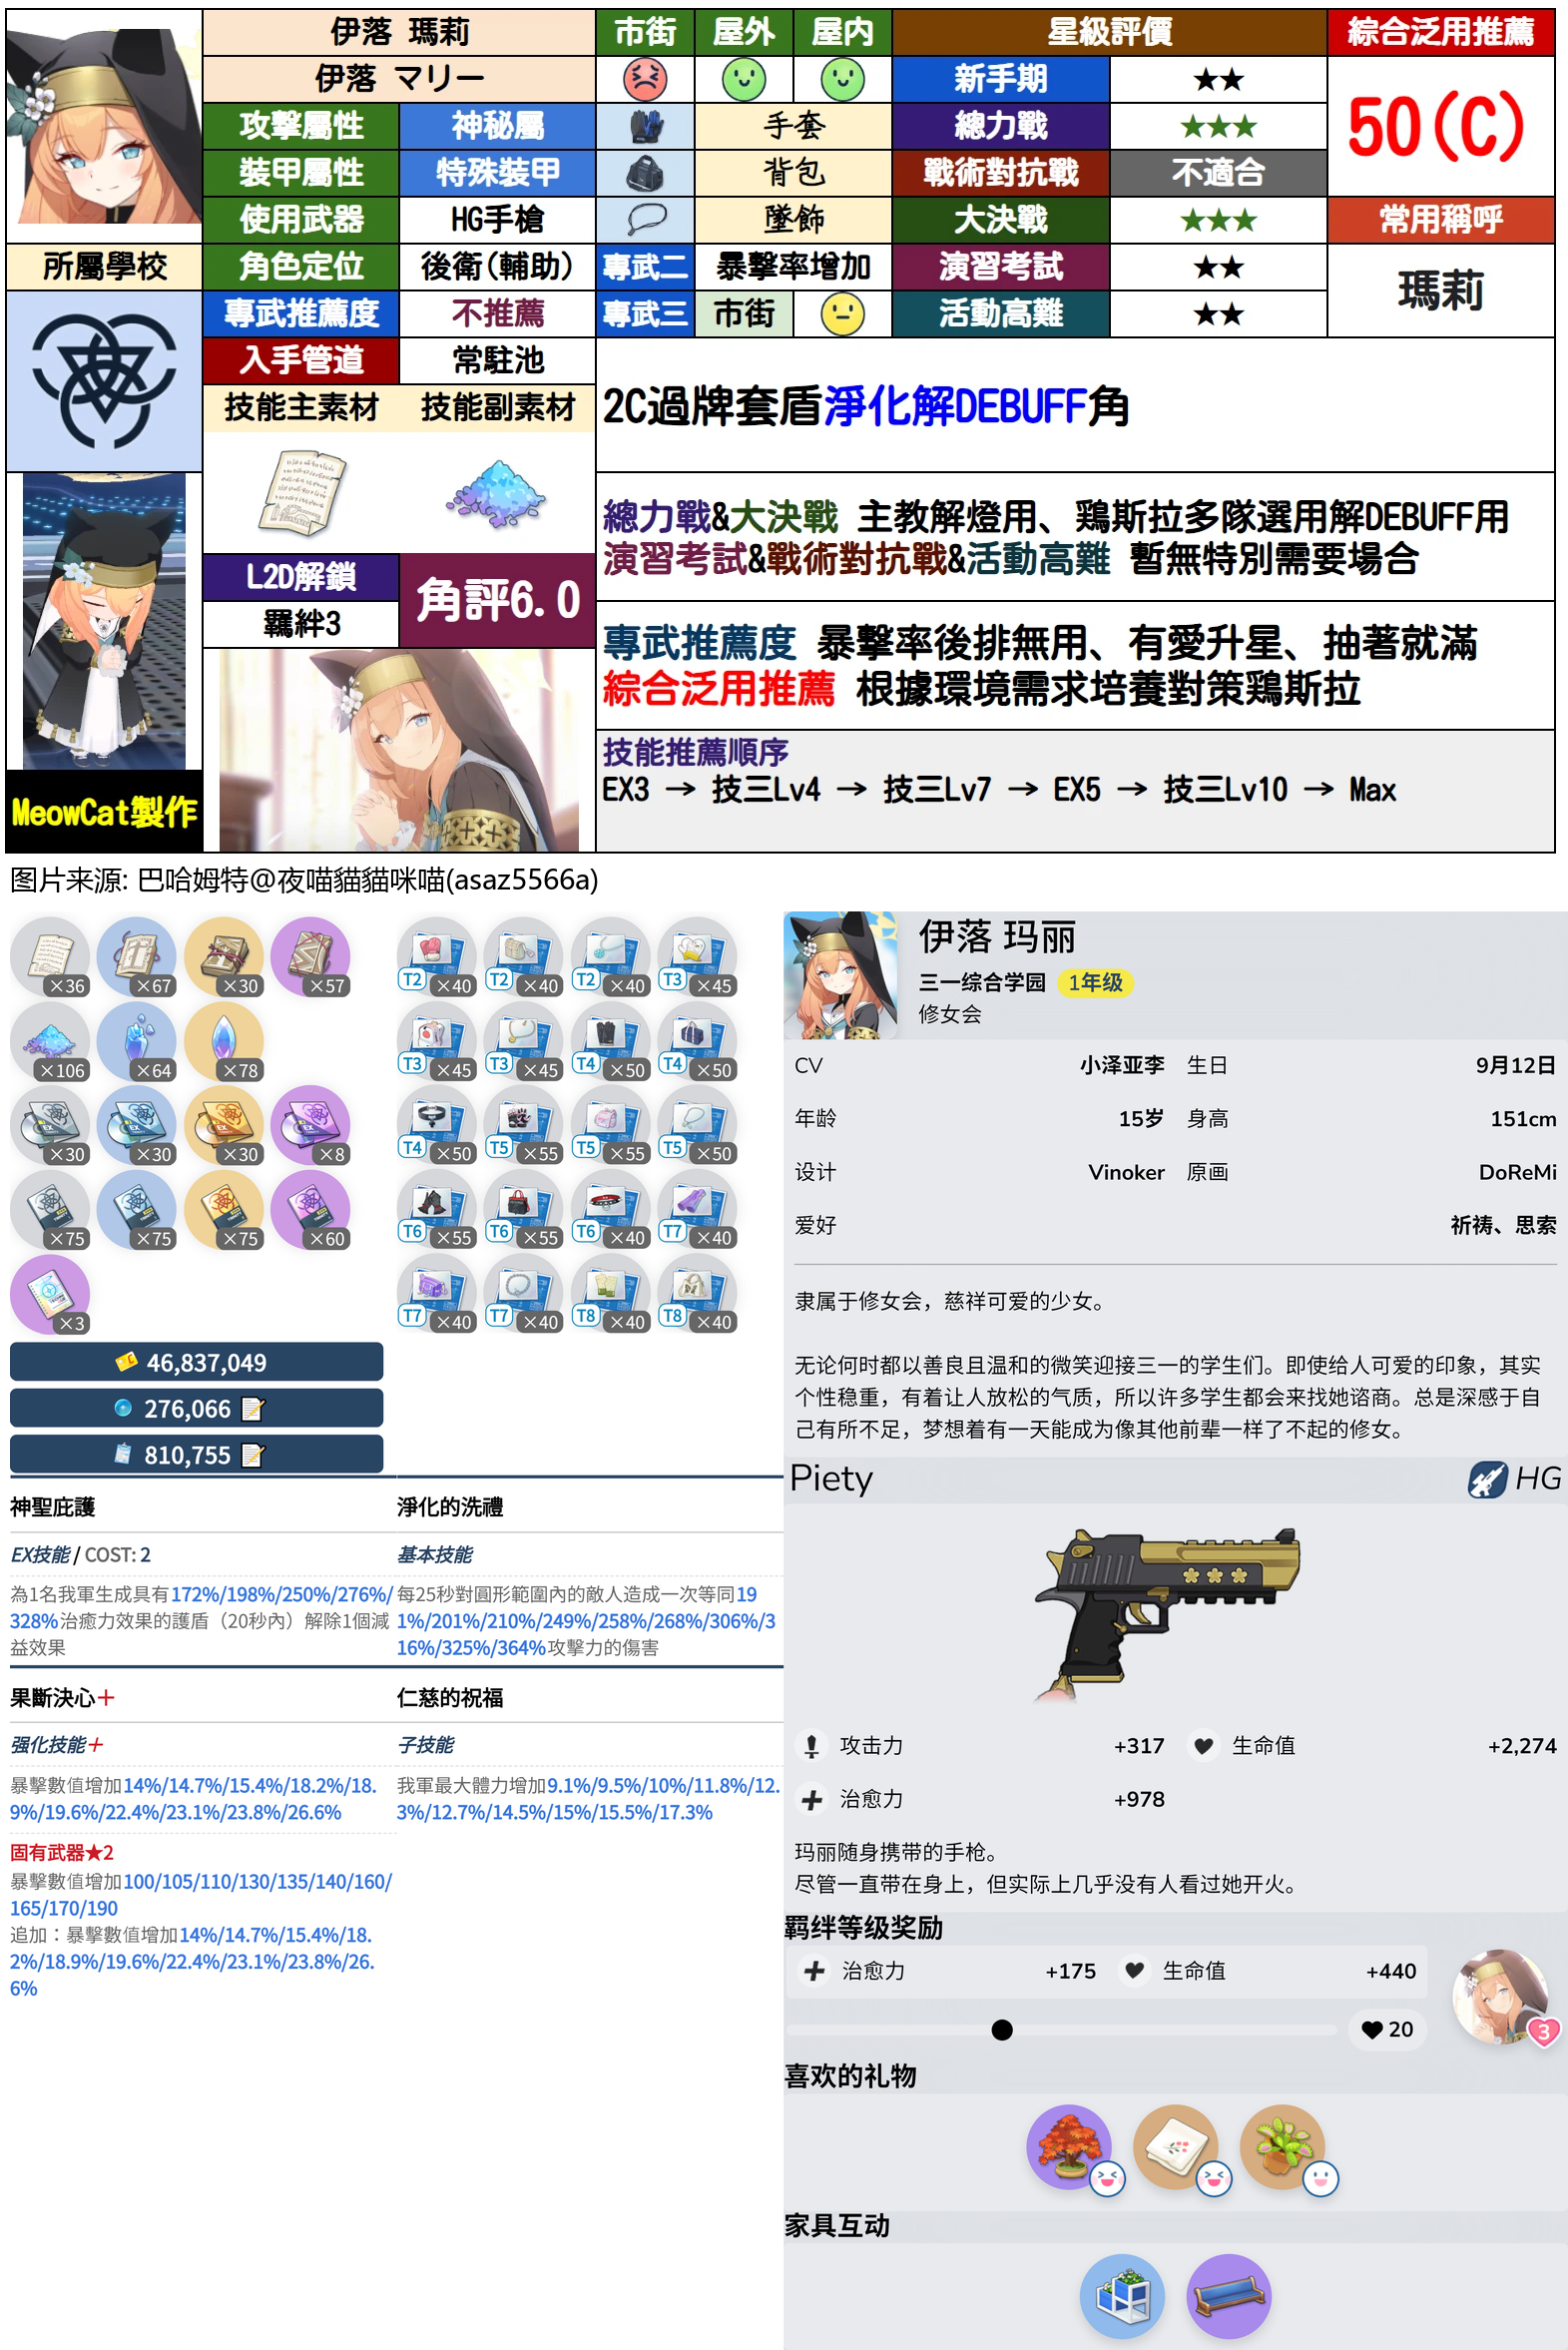 伊落 瑪莉
市街
屋外
屋内
星級評價
綜合泛用推薦
伊落 マリー
新手期
★★
50(C)
攻擊屬性
神秘屬
手套
總力戰
★★★
裝甲屬性
特殊裝甲
背包
戰術對抗戰
不適合
使用武器
HG手槍
墜飾
大決戰
★★★
常用稱呼
所屬學校
角色定位
後衛(輔助)
專武二
暴擊率增加
演習考試
★★
瑪莉
專武推薦度
不推薦
專武三
市街
活動高難
★★
入手管道
常駐池
技能主素材
技能副素材
2C過牌套盾淨化解DEBUFF角
總力戰&大決戰 主教解燈用、鶏斯拉多隊選用解DEBUFF用
演習考試&戰術對抗戰&活動高難 暫無特別需要場合
L2D解鎖
角評6.0
羈絆3
專武推薦度 暴擊率後排無用、有愛升星、抽著就滿
綜合泛用推薦 根據環境需求培養對策鶏斯拉
技能推薦順序
EX3 → 技三Lv4 → 技三Lv7 → EX5 → 技三Lv10 → Max
MeowCat製作
图片来源: 巴哈姆特@夜喵貓貓咪喵(asaz5566a)
×36
×67
×30
×57
×106
×64
×78
×30
×30
×30
×8
×75
×75
×75
×60
×3
T2 ×40
T2 ×40
T2 ×40
T3 ×45
T3 ×45
T3 ×45
T4 ×50
T4 ×50
T4 ×50
T5 ×55
T5 ×55
T5 ×50
T6 ×55
T6 ×55
T6 ×40
T7 ×40
T7 ×40
T7 ×40
T8 ×40
T8 ×40
46,837,049
276,066
810,755
神聖庇護
EX技能 / COST: 2
為1名我軍生成具有172%/198%/250%/276%/
328%治癒力效果的護盾（20秒內）解除1個減
益效果
淨化的洗禮
基本技能
每25秒對圓形範圍內的敵人造成一次等同19
1%/201%/210%/249%/258%/268%/306%/3
16%/325%/364%攻擊力的傷害
果斷決心+
强化技能+
暴擊數值增加14%/14.7%/15.4%/18.2%/18.
9%/19.6%/22.4%/23.1%/23.8%/26.6%
固有武器★2
暴擊數值增加100/105/110/130/135/140/160/
165/170/190
追加：暴擊數值增加14%/14.7%/15.4%/18.
2%/18.9%/19.6%/22.4%/23.1%/23.8%/26.
6%
仁慈的祝福
子技能
我軍最大體力增加9.1%/9.5%/10%/11.8%/12.
3%/12.7%/14.5%/15%/15.5%/17.3%
伊落 玛丽
三一综合学园 1年级
修女会
CV 小泽亚李 生日 9月12日
年龄 15岁 身高 151cm
设计 Vinoker 原画 DoReMi
爱好 祈祷、思索
隶属于修女会，慈祥可爱的少女。
无论何时都以善良且温和的微笑迎接三一的学生们。即使给人可爱的印象，其实
个性稳重，有着让人放松的气质，所以许多学生都会来找她谘商。总是深感于自
己有所不足，梦想着有一天能成为像其他前辈一样了不起的修女。
Piety HG
攻击力 +317 生命值 +2,274
治愈力 +978
玛丽随身携带的手枪。
尽管一直带在身上，但实际上几乎没有人看过她开火。
羁绊等级奖励
治愈力 +175 生命值 +440
20
3
喜欢的礼物
家具互动